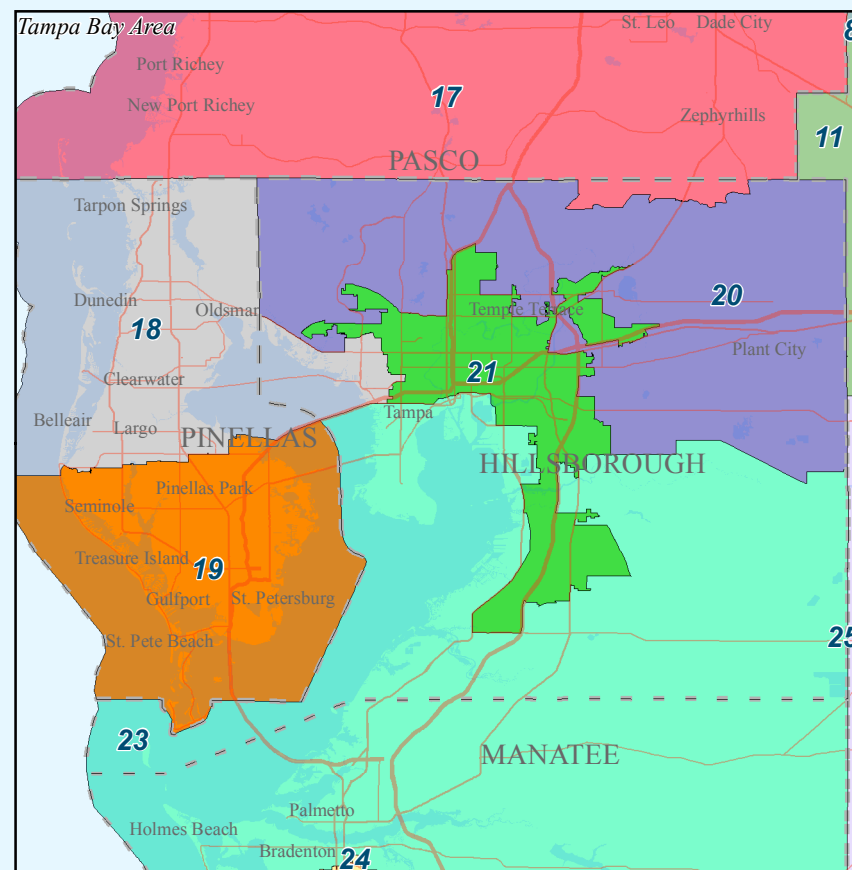 Tampa Bay Area
St. Leo
Dade City
8
Port Richey
17
New Port Richey
Zephyrhills
11
PASCO
Tarpon Springs
Dunedin
Oldsmar
20
18
Temple Terrace
Plant City
Clearwater
21
Belleair
Tampa
Largo
PINELLAS
HILLSBOROUGH
Pinellas Park
Seminole
Treasure Island
19
Gulfport
St. Petersburg
St. Pete Beach
25
23
MANATEE
Palmetto
Holmes Beach
Bradenton
24